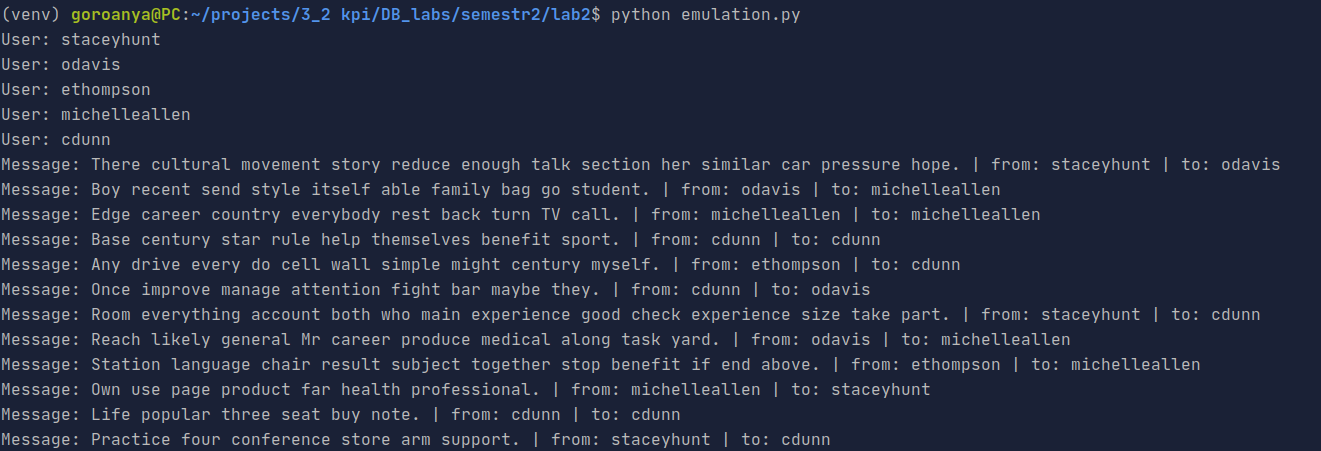 (venv) goroanya@PC:~/projects/3_2 kpi/DB_labs/semestr2/lab2$ python emulation.py
User: staceyhunt
User: odavis
User: ethompson
User: michelleallen
User: cdunn
Message: There cultural movement story reduce enough talk section her similar car pressure hope. | from: staceyhunt | to: odavis
Message: Boy recent send style itself able family bag go student. | from: odavis | to: michelleallen
Message: Edge career country everybody rest back turn TV call. | from: michelleallen | to: michelleallen
Message: Base century star rule help themselves benefit sport. | from: cdunn | to: cdunn
Message: Any drive every do cell wall simple might century myself. | from: ethompson | to: cdunn
Message: Once improve manage attention fight bar maybe they. | from: cdunn | to: odavis
Message: Room everything account both who main experience good check experience size take part. | from: staceyhunt | to: cdunn
Message: Reach likely general Mr career produce medical along task yard. | from: odavis | to: michelleallen
Message: Station language chair result subject together stop benefit if end above. | from: ethompson | to: michelleallen
Message: Own use page product far health professional. | from: michelleallen | to: staceyhunt
Message: Life popular three seat buy note. | from: cdunn | to: cdunn
Message: Practice four conference store arm support. | from: staceyhunt | to: cdunn